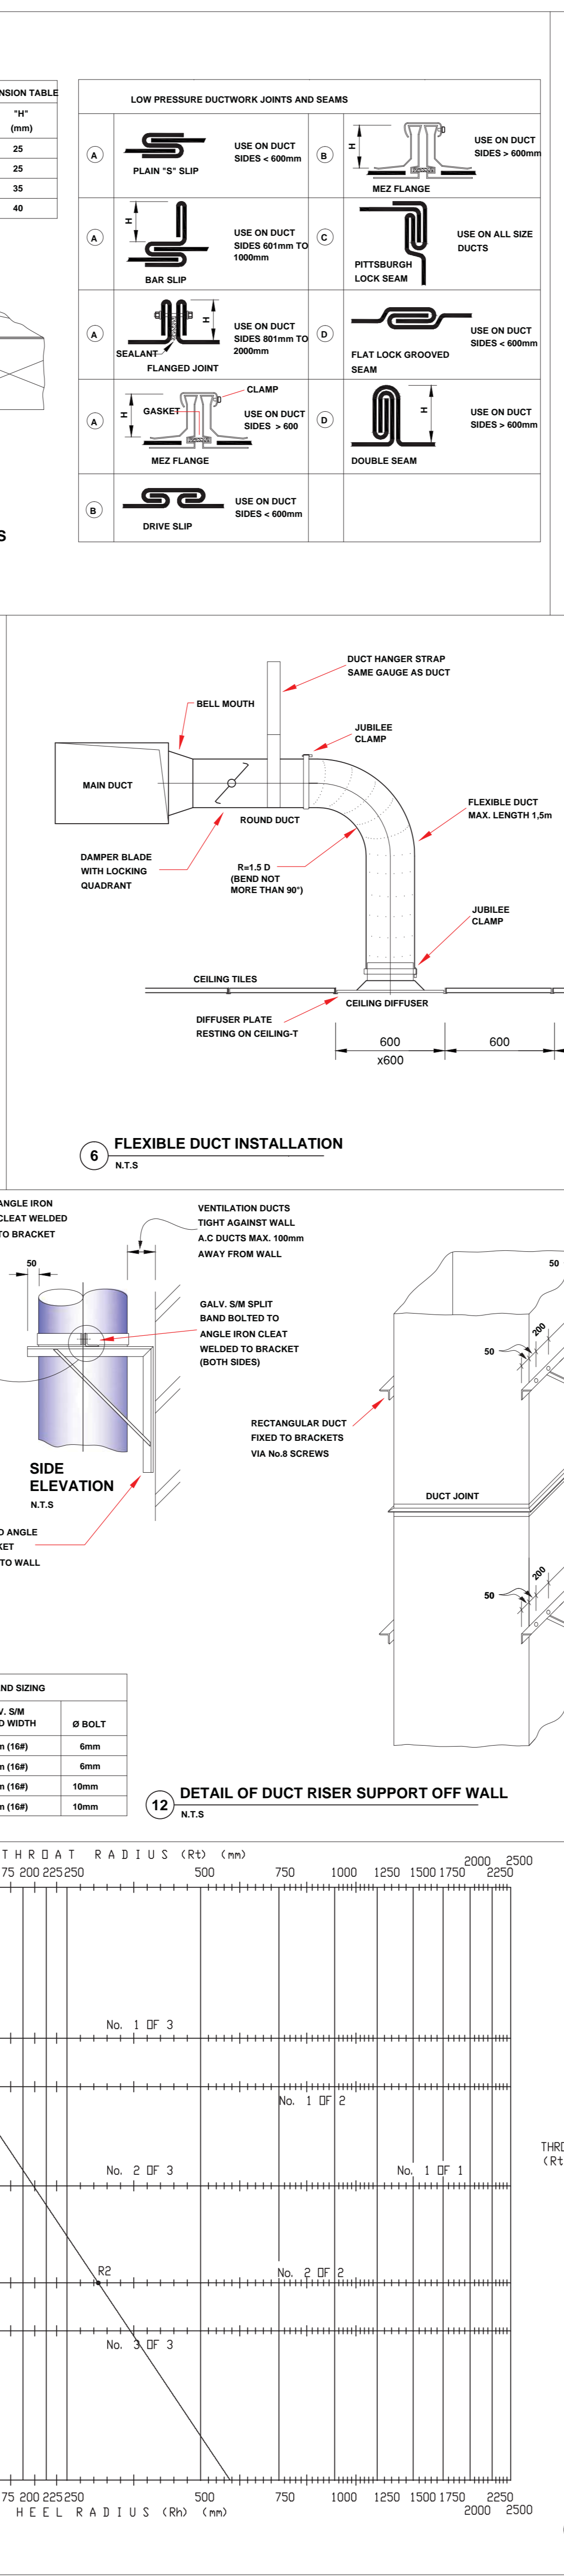 NSION TABLE
"H"
(mm)
25
25
35
40
LOW PRESSURE DUCTWORK JOINTS AND SEAMS
A
PLAIN "S" SLIP
USE ON DUCT
SIDES < 600mm
B
H
MEZ FLANGE
USE ON DUCT
SIDES > 600mm
A
H
BAR SLIP
USE ON DUCT
SIDES 601mm TO
1000mm
C
PITTSBURGH
LOCK SEAM
USE ON ALL SIZE
DUCTS
A
H
SEALANT
FLANGED JOINT
USE ON DUCT
SIDES 801mm TO
2000mm
D
FLAT LOCK GROOVED
SEAM
USE ON DUCT
SIDES < 600mm
A
H
GASKET
CLAMP
MEZ FLANGE
USE ON DUCT
SIDES > 600
D
H
DOUBLE SEAM
USE ON DUCT
SIDES > 600mm
B
DRIVE SLIP
USE ON DUCT
SIDES < 600mm
S
DUCT HANGER STRAP
SAME GAUGE AS DUCT
BELL MOUTH
JUBILEE
CLAMP
MAIN DUCT
FLEXIBLE DUCT
MAX. LENGTH 1,5m
ROUND DUCT
DAMPER BLADE
WITH LOCKING
QUADRANT
R=1.5 D
(BEND NOT
MORE THAN 90°)
JUBILEE
CLAMP
CEILING TILES
CEILING DIFFUSER
DIFFUSER PLATE
RESTING ON CEILING-T
600
x600
600
6
FLEXIBLE DUCT INSTALLATION
N.T.S
ANGLE IRON
CLEAT WELDED
TO BRACKET
50
VENTILATION DUCTS
TIGHT AGAINST WALL
A.C DUCTS MAX. 100mm
AWAY FROM WALL
GALV. S/M SPLIT
BAND BOLTED TO
ANGLE IRON CLEAT
WELDED TO BRACKET
(BOTH SIDES)
50
200
50
RECTANGULAR DUCT
FIXED TO BRACKETS
VIA No.8 SCREWS
SIDE
ELEVATION
N.T.S
DUCT JOINT
D ANGLE
KET
TO WALL
200
50
ND SIZING
V. S/M
D WIDTH
Ø BOLT
m (16#)
6mm
m (16#)
6mm
m (16#)
10mm
m (16#)
10mm
12
DETAIL OF DUCT RISER SUPPORT OFF WALL
N.T.S
THROAT RADIUS (Rt) (mm)
75 200 225 250 500 750 1000 1250 1500 1750 2000 2250 2500
No. 1 OF 3
No. 1 OF 2
THRO
(Rt
No. 2 OF 3
No. 1 OF 1
R2
No. 2 OF 2
No. 3 OF 3
75 200 225 250 500 750 1000 1250 1500 1750 2000 2250 2500
HEEL RADIUS (Rh) (mm)